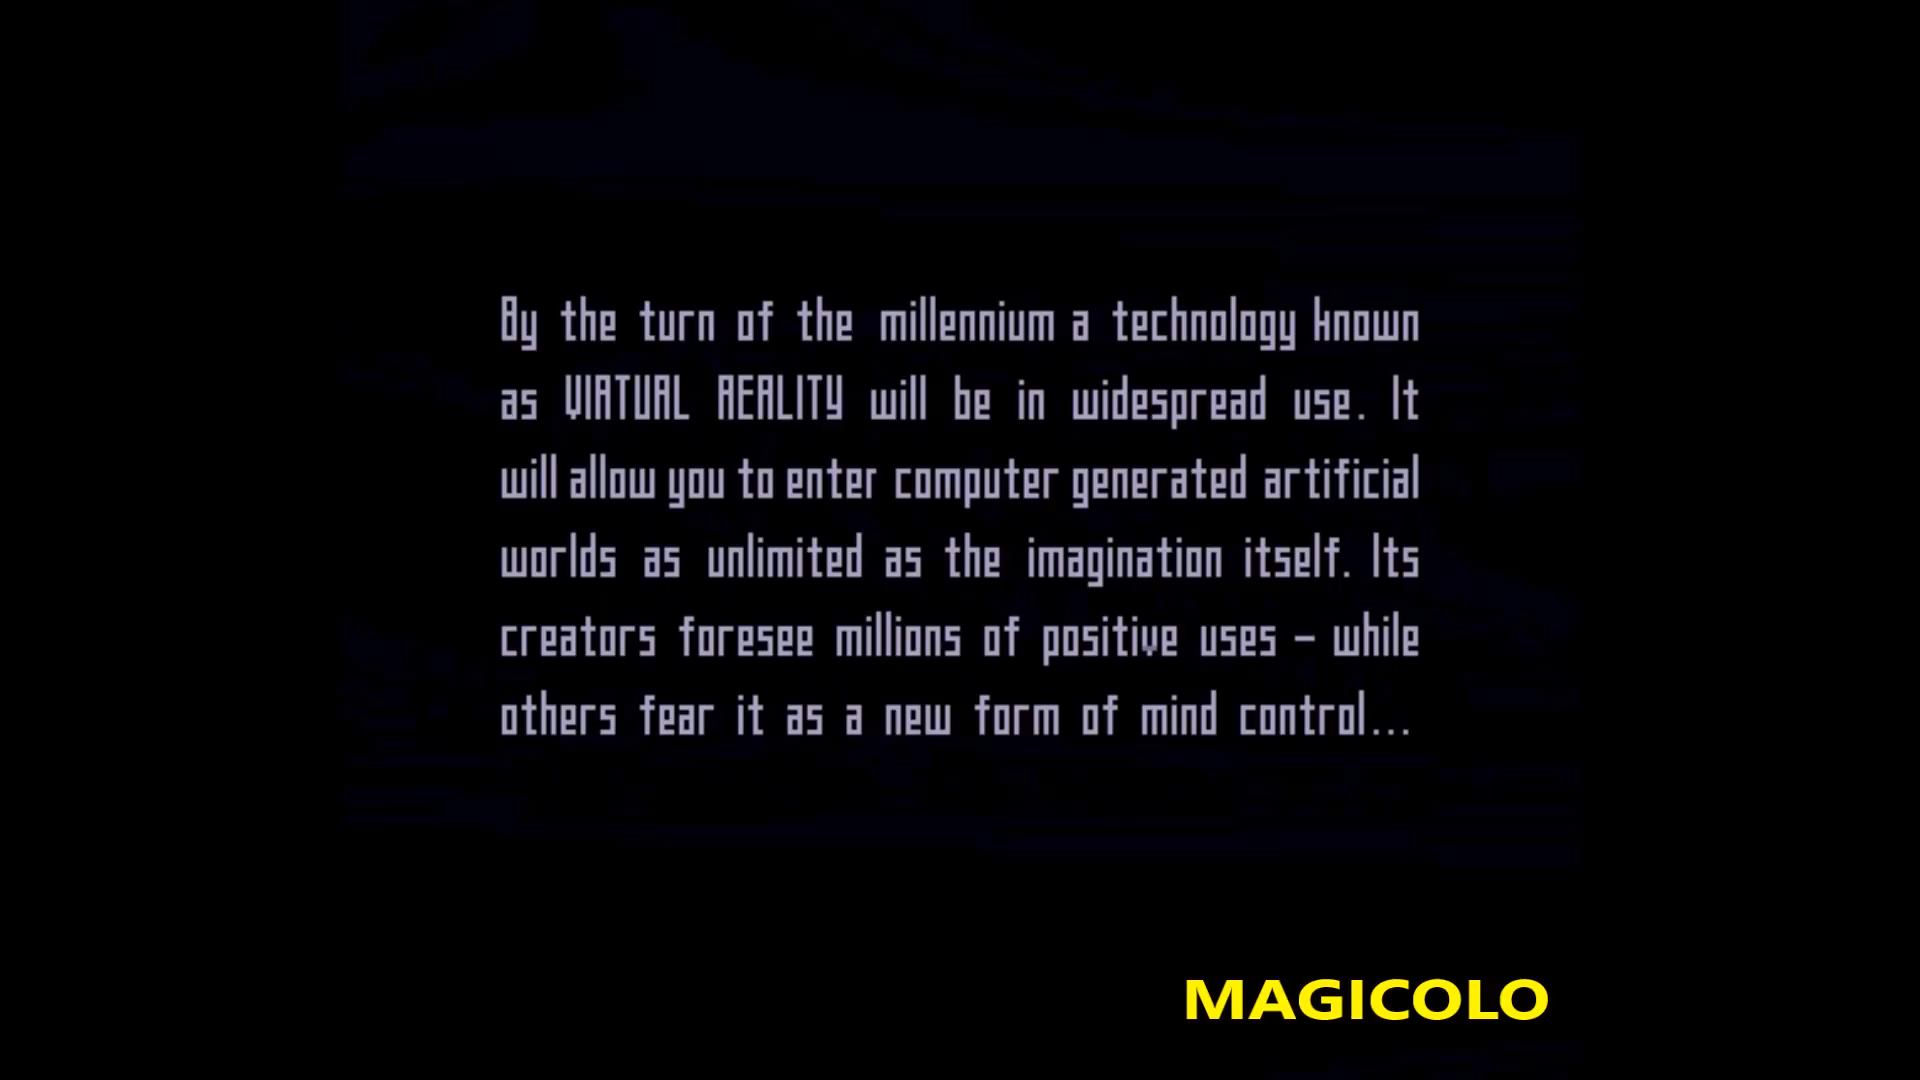 By the turn of the millennium a technology known
as VIRTUAL REALITY will be in widespread use. It
will allow you to enter computer generated artificial
worlds as unlimited as the imagination itself. Its
creators foresee millions of positive uses – while
others fear it as a new form of mind control...
MAGICOLO